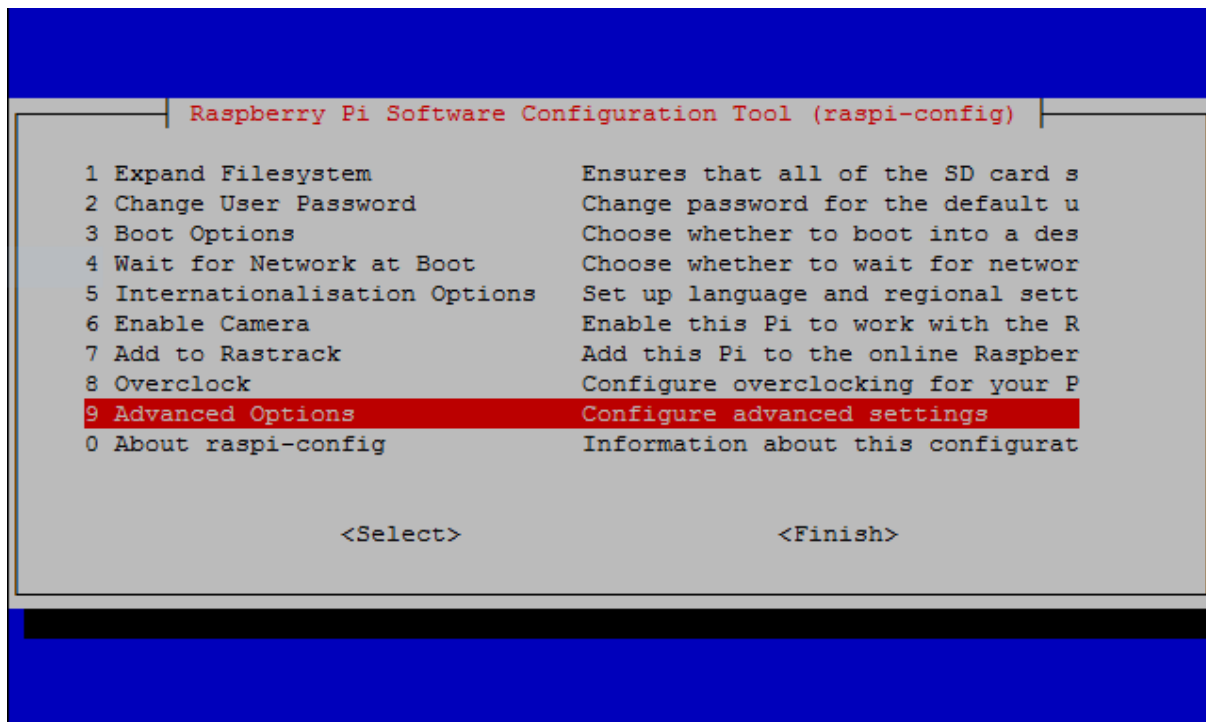 Raspberry Pi Software Configuration Tool (raspi-config)
1 Expand Filesystem Ensures that all of the SD card s
2 Change User Password Change password for the default u
3 Boot Options Choose whether to boot into a des
4 Wait for Network at Boot Choose whether to wait for networ
5 Internationalisation Options Set up language and regional sett
6 Enable Camera Enable this Pi to work with the R
7 Add to Rastrack Add this Pi to the online Raspber
8 Overclock Configure overclocking for your P
9 Advanced Options Configure advanced settings
0 About raspi-config Information about this configurat
<Select> <Finish>